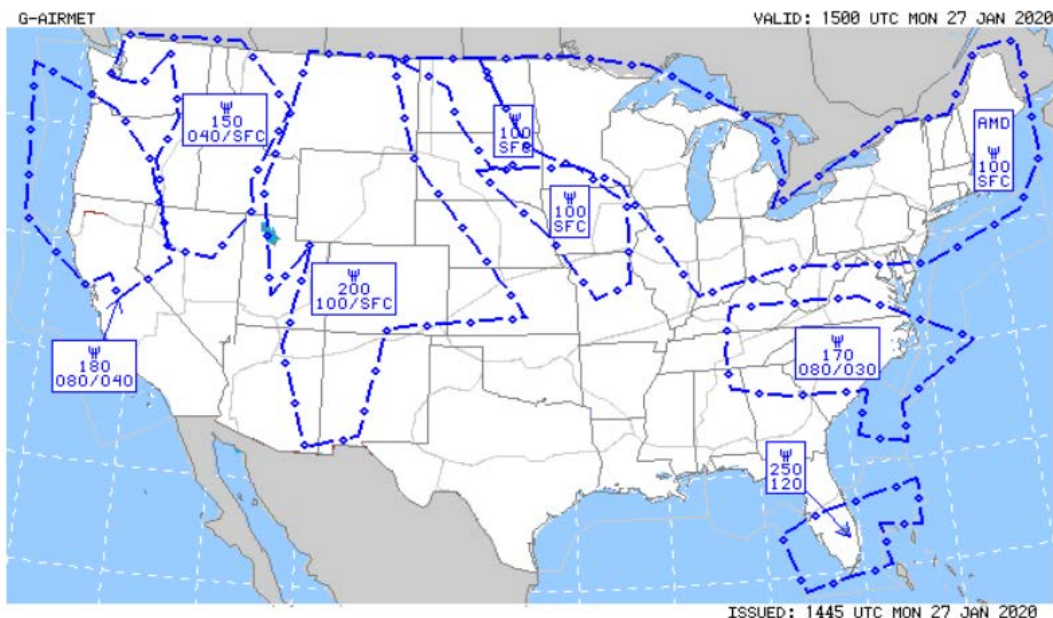 G-AIRMET
VALID: 1500 UTC MON 27 JAN 2020
150
040/SFC
100
SFC
AMD
100
SFC
100
SFC
200
100/SFC
180
080/040
170
080/030
250
120
ISSUED: 1445 UTC MON 27 JAN 2020